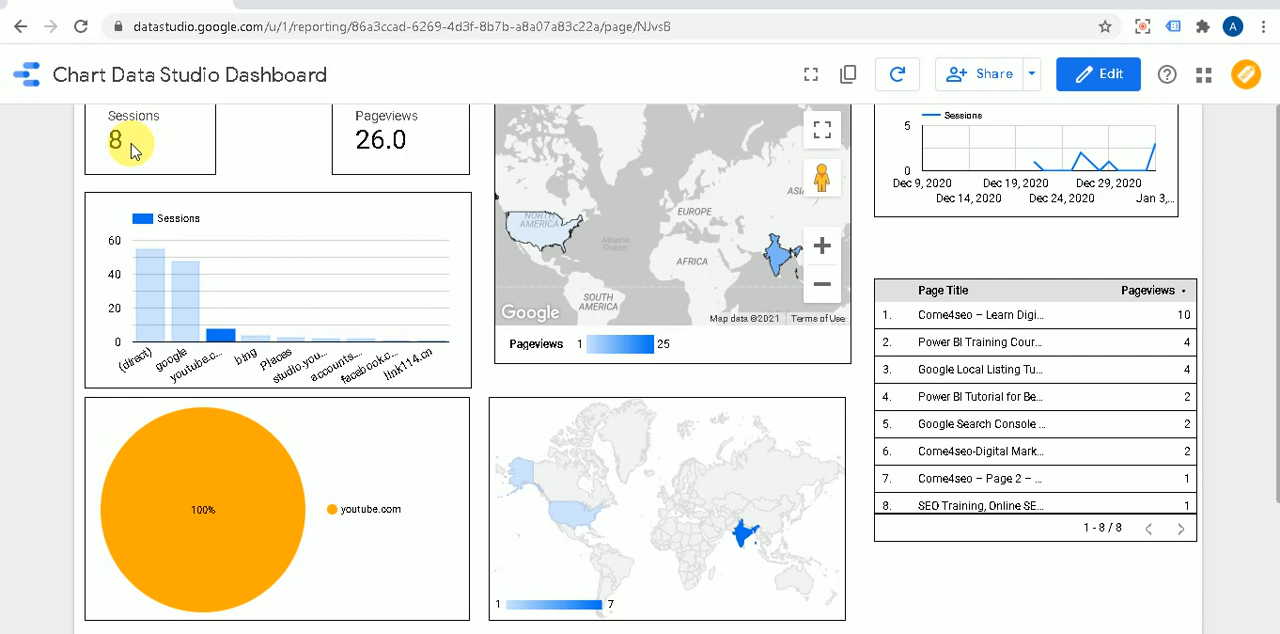 datastudio.google.com/u/1/reporting/86a3ccad-6269-4d3f-8b7b-a8a07a83c22a/page/NJvsB
A
Chart Data Studio Dashboard
Share
Edit
Sessions
8
Pageviews
26.0
Sessions
60
40
20
0
(direct)
google
youtube.c...
bing
Places
studio.you...
accounts....
facebook.c...
link114.cn
NORTH
AMERICA
Atlantic
Ocean
EUROPE
ASIA
AFRICA
SOUTH
AMERICA
Google
Map data ©2021
Terms of Use
Pageviews 1 25
Sessions
5
0
Dec 9, 2020
Dec 19, 2020
Dec 29, 2020
Dec 14, 2020
Dec 24, 2020
Jan 3,...
Page Title Pageviews
1. Come4seo – Learn Digi... 10
2. Power BI Training Cour... 4
3. Google Local Listing Tu... 4
4. Power BI Tutorial for Be... 2
5. Google Search Console ... 2
6. Come4seo-Digital Mark... 2
7. Come4seo – Page 2 – ... 1
8. SEO Training, Online SE... 1
1 - 8 / 8
100%
youtube.com
1 7